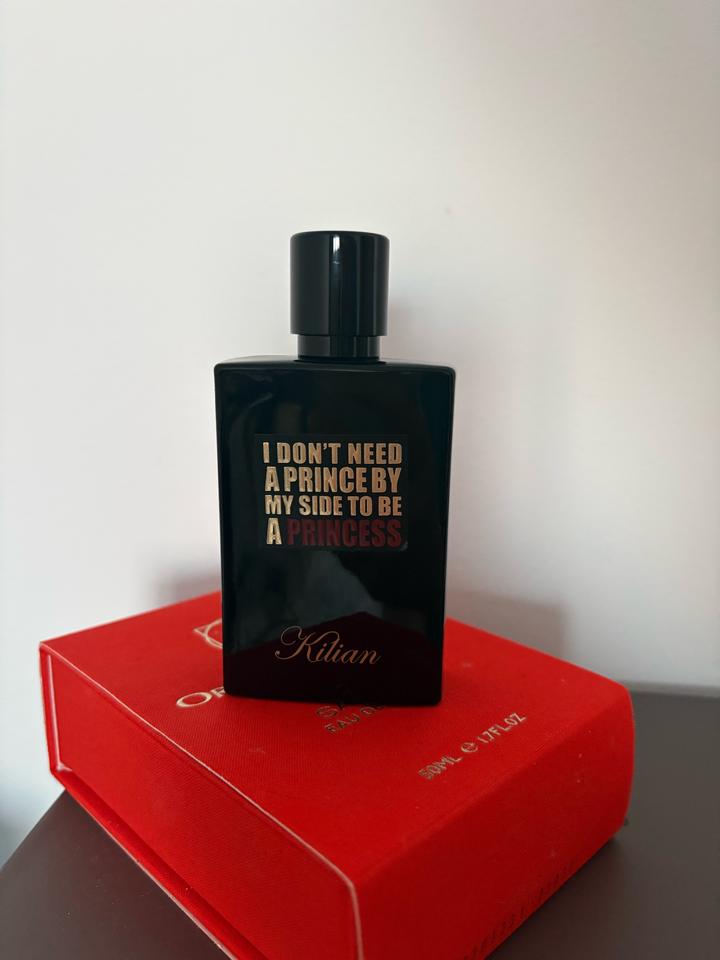 I DON'T NEED
A PRINCE BY
MY SIDE TO BE
A PRINCESS
Kilian
50ML e 1.7FL.OZ